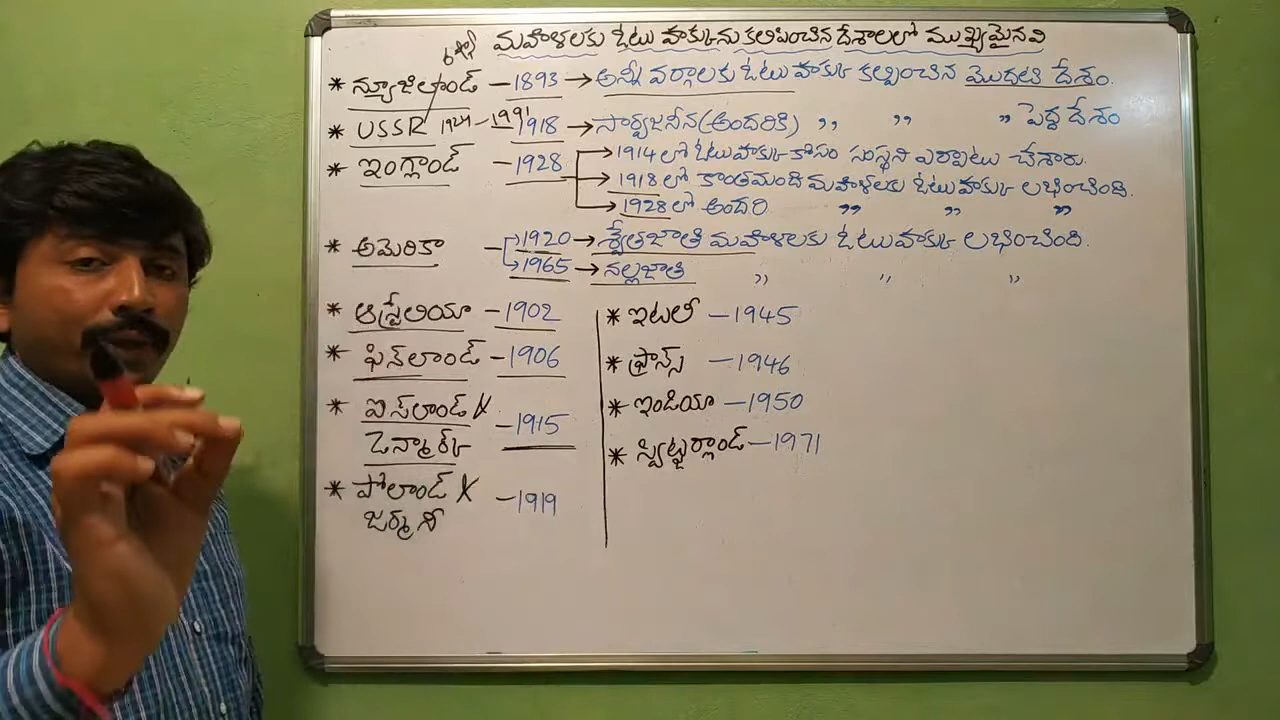 మహిళలకు ఓటు హక్కును కలిపించిన దేశాలలో ముఖ్యమైనవి
* న్యూజిలాండ్ – 1893 → అన్నీ వర్గాలకు ఓటు హక్కు కల్పించిన మొదటి దేశం.
* USSR 1924 – 1991 – 1918 → సార్వజనీన (అందరికి) ,, ,, ,, పెద్ద దేశం
* ఇంగ్లాండ్ – 1928 → 1914 లో ఓటు హక్కు కోసం సంస్థని ఏర్పాటు చేశారు.
→ 1918 లో కొంతమంది మహిళలకు ఓటు హక్కు లభించింది.
→ 1928 లో అందరి ,, ,, ,,
* అమెరికా – → 1920 → శ్వేతజాతి మహిళలకు ఓటు హక్కు లభించింది.
→ 1965 → నల్లజాతి ,, ,, ,,
* ఆస్ట్రేలియా – 1902
* ఫిన్‌లాండ్ – 1906
* ఐస్‌లాండ్ X
డెన్మార్క్ – 1915
* పోలాండ్ X
జర్మనీ – 1919
* ఇటలీ – 1945
* ఫ్రాన్స్ – 1946
* ఇండియా – 1950
* స్విట్జర్లాండ్ – 1971